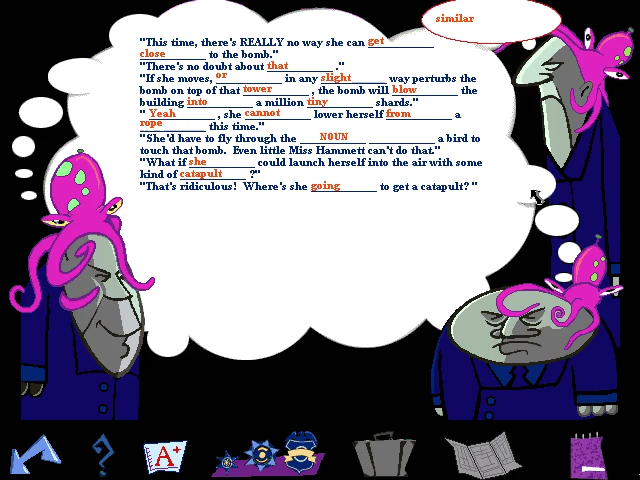 similar
"This time, there's REALLY no way she can get
close to the bomb."
"There's no doubt about that ."
"If she moves, or in any slight way perturbs the
bomb on top of that tower , the bomb will blow the
building into a million tiny shards."
" Yeah , she cannot lower herself from a
rope this time."
"She'd have to fly through the NOUN a bird to
touch that bomb. Even little Miss Hammett can't do that."
"What if she could launch herself into the air with some
kind of catapult ?"
"That's ridiculous! Where's she going to get a catapult? "
A+